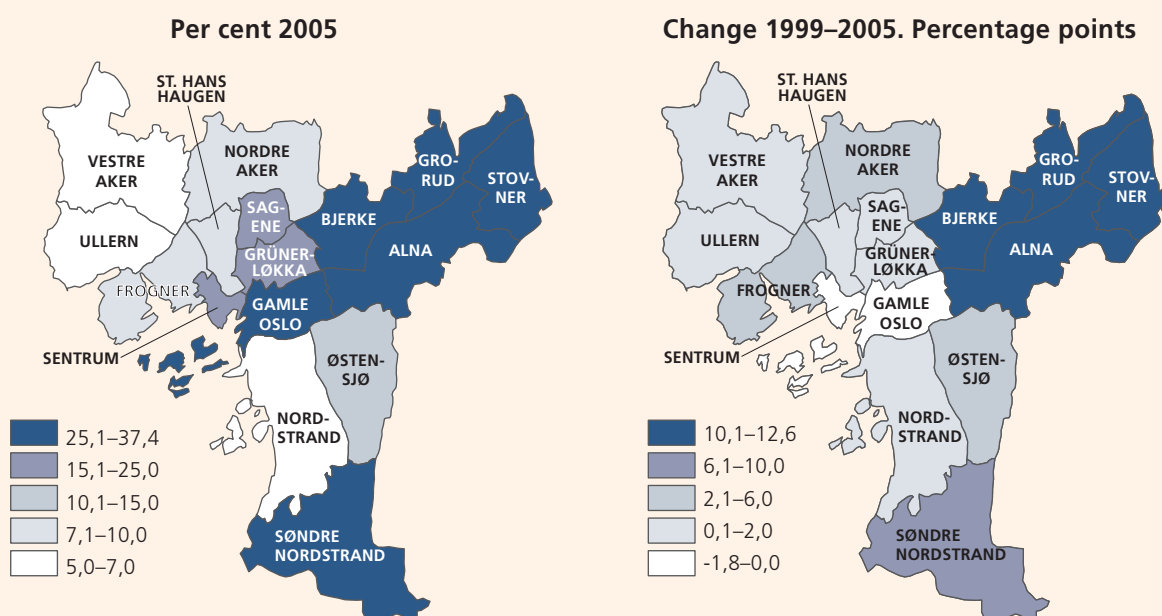 Per cent 2005
ST. HANS
HAUGEN
VESTRE
AKER
NORDRE
AKER
GRO-
RUD
STOV-
NER
SAG-
ENE
BJERKE
ULLERN
ALNA
GRÜNER-
LØKKA
FROGNER
GAMLE
OSLO
SENTRUM
ØSTEN-
SJØ
NORD-
STRAND
SØNDRE
NORDSTRAND
25,1–37,4
15,1–25,0
10,1–15,0
7,1–10,0
5,0–7,0
Change 1999–2005. Percentage points
ST. HANS
HAUGEN
VESTRE
AKER
NORDRE
AKER
GRO-
RUD
STOV-
NER
SAG-
ENE
BJERKE
ULLERN
ALNA
GRÜNER-
LØKKA
FROGNER
GAMLE
OSLO
SENTRUM
ØSTEN-
SJØ
NORD-
STRAND
SØNDRE
NORDSTRAND
10,1–12,6
6,1–10,0
2,1–6,0
0,1–2,0
-1,8–0,0